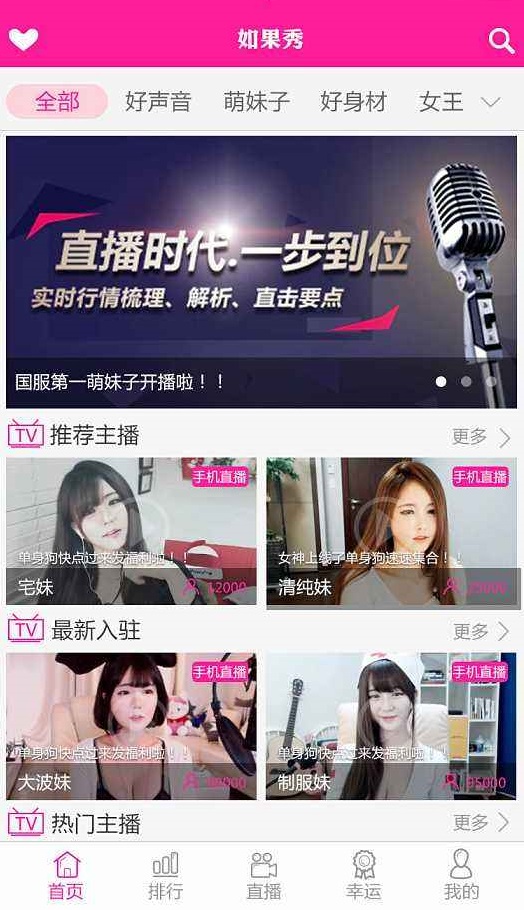 如果秀
全部 好声音 萌妹子 好身材 女王
直播时代.一步到位
实时行情梳理、解析、直击要点
国服第一萌妹子开播啦！！
TV 推荐主播 更多
手机直播 手机直播
单身狗快点过来发福利啦！！ 女神上线了单身狗速速集合！！
宅妹 12000 清纯妹
TV 最新入驻 更多
手机直播 手机直播
单身狗快点过来发福利啦！！ 单身狗快点过来发福利啦！！
大波妹 制服妹 95000
TV 热门主播 更多
首页 排行 直播 幸运 我的